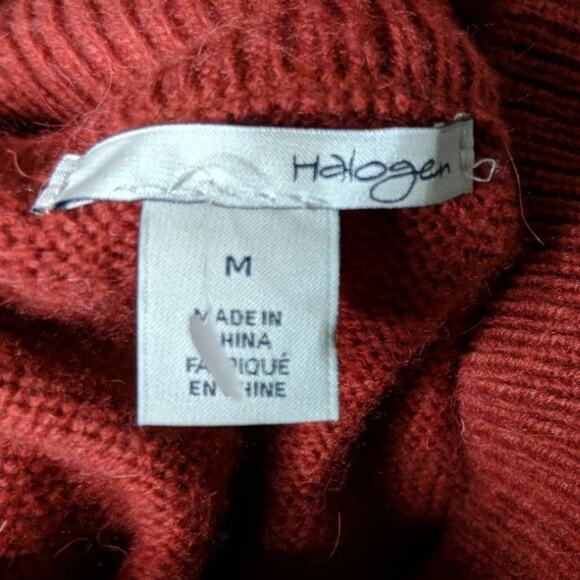 Halogen
M
MADE IN
CHINA
FABRIQUÉ
EN CHINE